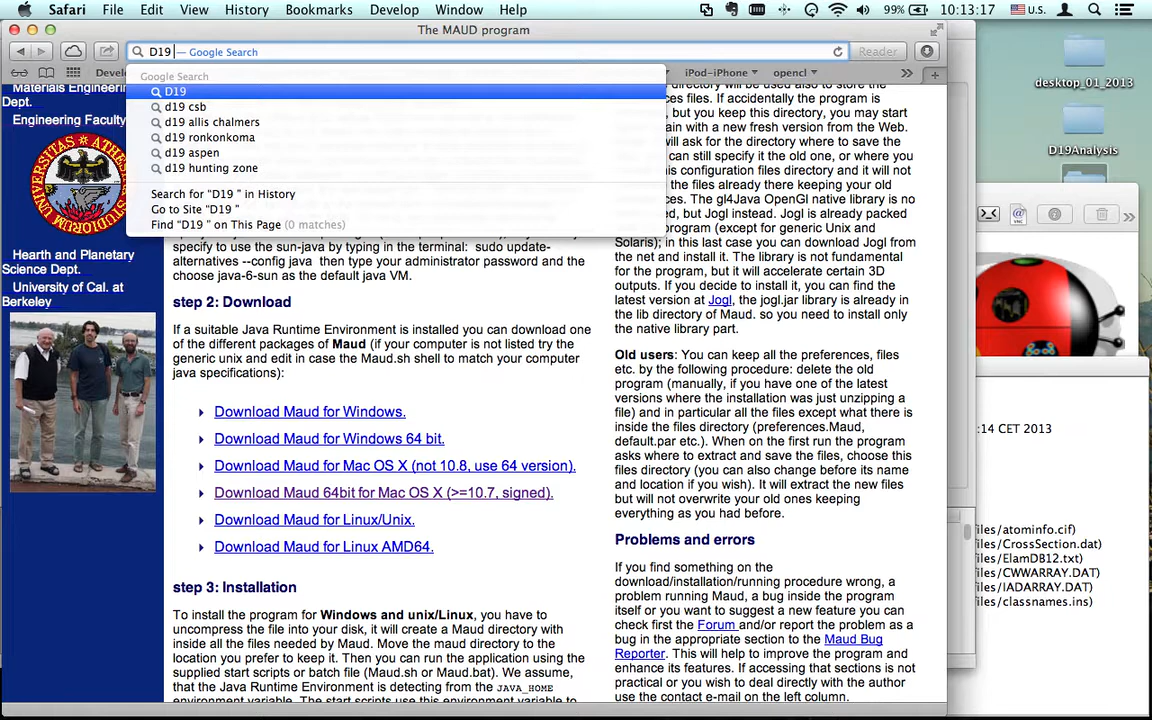 Safari File Edit View History Bookmarks Develop Window Help 99% 10:13:17 U.S.
The MAUD program
D19 — Google Search
Reader
Develo
iPod-iPhone
opencl
Google Search
D19
d19 csb
d19 allis chalmers
d19 ronkonkoma
d19 aspen
d19 hunting zone
Search for "D19 " in History
Go to Site "D19 "
Find "D19 " on This Page (0 matches)
Materials Engineerin
Dept.
Engineering Faculty
Hearth and Planetary
Science Dept.
University of Cal. at
Berkeley
specify to use the sun-java by typing in the terminal: sudo update-
alternatives --config java then type your administrator password and the
choose java-6-sun as the default java VM.
step 2: Download
If a suitable Java Runtime Environment is installed you can download one
of the different packages of Maud (if your computer is not listed try the
generic unix and edit in case the Maud.sh shell to match your computer
java specifications):
Download Maud for Windows.
Download Maud for Windows 64 bit.
Download Maud for Mac OS X (not 10.8, use 64 version).
Download Maud 64bit for Mac OS X (>=10.7, signed).
Download Maud for Linux/Unix.
Download Maud for Linux AMD64.
step 3: Installation
To install the program for Windows and unix/Linux, you have to
uncompress the file into your disk, it will create a Maud directory with
inside all the files needed by Maud. Move the maud directory to the
location you prefer to keep it. Then you can run the application using the
supplied start scripts or batch file (Maud.sh or Maud.bat). We assume,
that the Java Runtime Environment is detecting from the JAVA_HOME
environment variable. The start scripts use this environment variable to
directory will be used also to store the
ces files. If accidentally the program is
, but you keep this directory, you may start
ain with a new fresh version from the Web.
will ask for the directory where to save the
can still specify it the old one, or where you
is configuration files directory and it will not
the files already there keeping your old
ces. The gl4Java OpenGl native library is no
, but Jogl instead. Jogl is already packed
program (except for generic Unix and
Solaris); in this last case you can download Jogl from
the net and install it. The library is not fundamental
for the program, but it will accelerate certain 3D
outputs. If you decide to install it, you can find the
latest version at Jogl, the jogl.jar library is already in
the lib directory of Maud. so you need to install only
the native library part.
Old users: You can keep all the preferences, files
etc. by the following procedure: delete the old
program (manually, if you have one of the latest
versions where the installation was just unzipping a
file) and in particular all the files except what there is
inside the files directory (preferences.Maud,
default.par etc.). When on the first run the program
asks where to extract and save the files, choose this
files directory (you can also change before its name
and location if you wish). It will extract the new files
but will not overwrite your old ones keeping
everything as you had before.
Problems and errors
If you find something on the
download/installation/running procedure wrong, a
problem running Maud, a bug inside the program
itself or you want to suggest a new feature you can
check first the Forum and/or report the problem as a
bug in the appropriate section to the Maud Bug
Reporter. This will help to improve the program and
enhance its features. If accessing that sections is not
practical or you wish to deal directly with the author
use the contact e-mail on the left column.
desktop_01_2013
D19Analysis
:14 CET 2013
files/atominfo.cif)
files/CrossSection.dat)
files/ElamDB12.txt)
files/CWWARRAY.DAT)
files/IADARRAY.DAT)
files/classnames.ins)